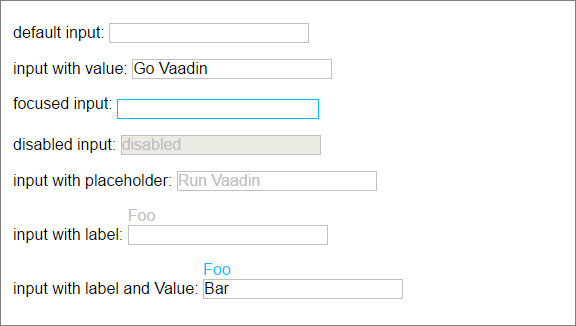 default input:
input with value: Go Vaadin
focused input:
disabled input: disabled
input with placeholder: Run Vaadin
Foo
input with label:
Foo
input with label and Value: Bar